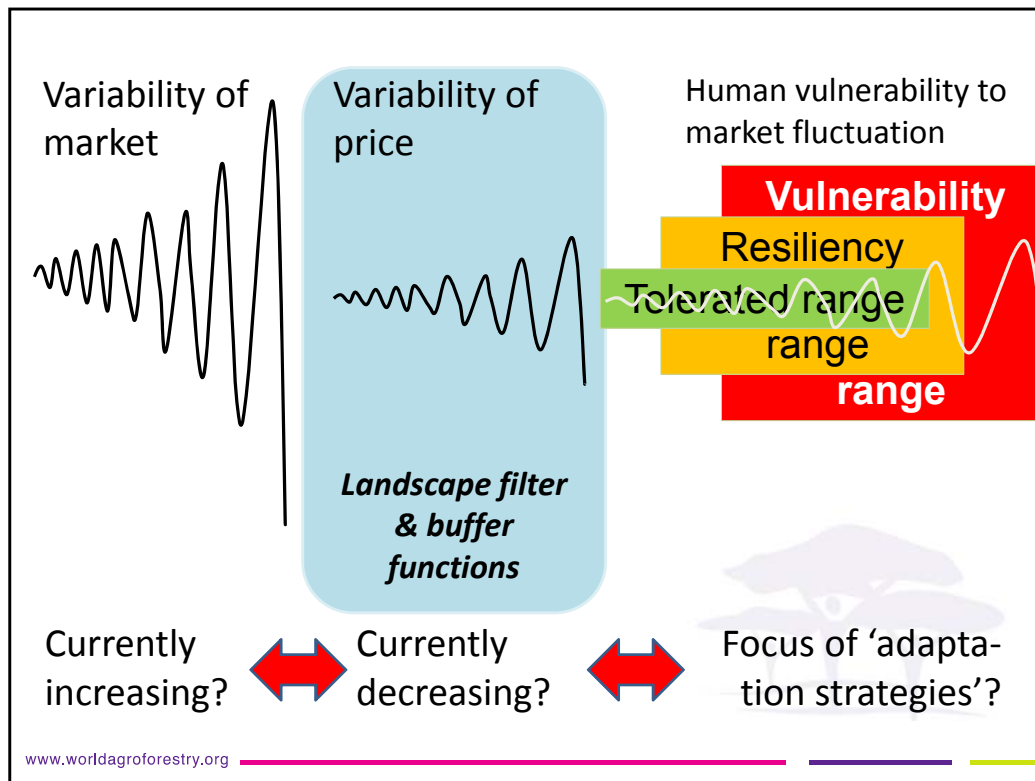 Variability of
market
Variability of
price
Human vulnerability to
market fluctuation
Vulnerability
Resiliency
Tolerated range
range
range
Landscape filter
& buffer
functions
Currently
increasing?
Currently
decreasing?
Focus of ‘adapta-
tion strategies’?
www.worldagroforestry.org